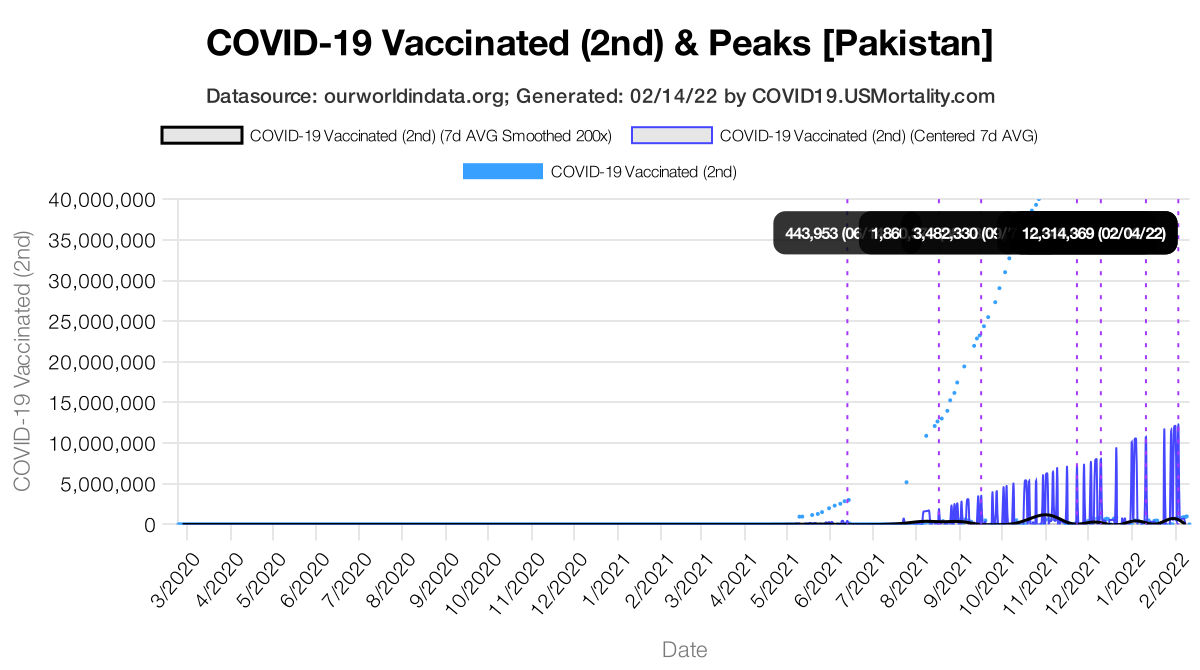 COVID-19 Vaccinated (2nd) & Peaks [Pakistan]
Datasource: ourworldindata.org; Generated: 02/14/22 by COVID19.USMortality.com
COVID-19 Vaccinated (2nd) (7d AVG Smoothed 200x)
COVID-19 Vaccinated (2nd) (Centered 7d AVG)
COVID-19 Vaccinated (2nd)
COVID-19 Vaccinated (2nd)
40,000,000
35,000,000
30,000,000
25,000,000
20,000,000
15,000,000
10,000,000
5,000,000
0
443,953 (06/ 1,860, 3,482,330 (09/ 12,314,369 (02/04/22)
3/2020 4/2020 5/2020 6/2020 7/2020 8/2020 9/2020 10/2020 11/2020 12/2020 1/2021 2/2021 3/2021 4/2021 5/2021 6/2021 7/2021 8/2021 9/2021 10/2021 11/2021 12/2021 1/2022 2/2022
Date